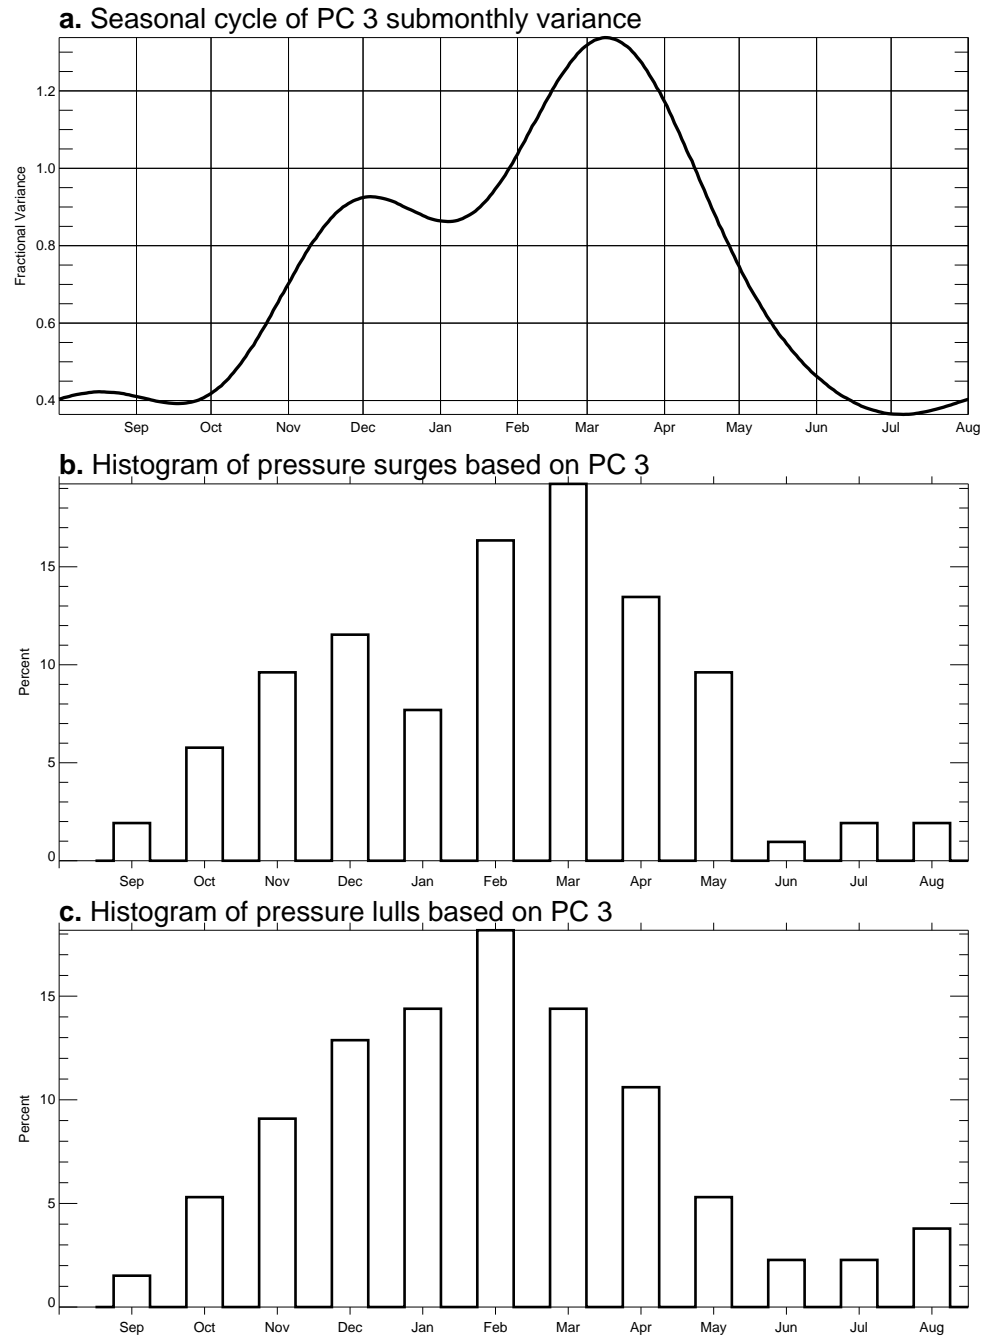 a. Seasonal cycle of PC 3 submonthly variance
Fractional Variance
1.2
1.0
0.8
0.6
0.4
Sep Oct Nov Dec Jan Feb Mar Apr May Jun Jul Aug
b. Histogram of pressure surges based on PC 3
Percent
15
10
5
0
Sep Oct Nov Dec Jan Feb Mar Apr May Jun Jul Aug
c. Histogram of pressure lulls based on PC 3
Percent
15
10
5
0
Sep Oct Nov Dec Jan Feb Mar Apr May Jun Jul Aug